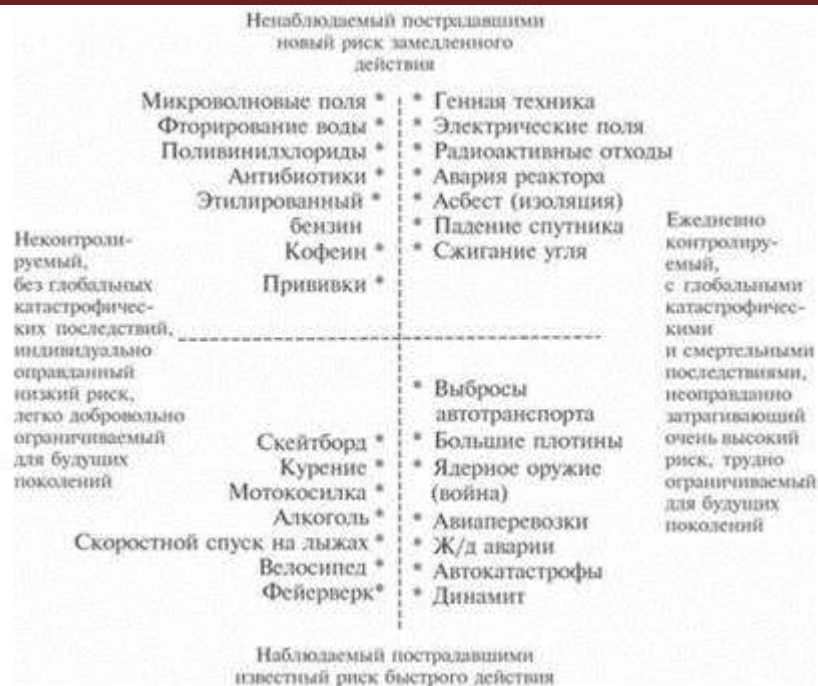 Ненаблюдаемый пострадавшими
новый риск замедленного
действия
Микроволновые поля *
Фторирование воды *
Поливинилхлориды *
Антибиотики *
Этилированный *
бензин
Кофеин *
Прививки *
* Генная техника
* Электрические поля
* Радиоактивные отходы
* Авария реактора
* Асбест (изоляция)
* Падение спутника
* Сжигание угля
Неконтроли-
руемый,
без глобальных
катастрофичес-
ких последствий,
индивидуально
оправданный
низкий риск,
легко добровольно
ограничиваемый
для будущих
поколений
Ежедневно
контролируе-
емый,
с глобальными
катастрофичес-
кими
и смертельными
последствиями,
неоправданно
затрагивающий
очень высокий
риск, трудно
ограничиваемый
для будущих
поколений
Скейтборд *
Курение *
Мотокосилка *
Алкоголь *
Скоростной спуск на лыжах *
Велосипед *
Фейерверк*
* Выбросы
автотранспорта
* Большие плотины
* Ядерное оружие
(война)
* Авиаперевозки
* Ж/д аварии
* Автокатастрофы
* Динамит
Наблюдаемый пострадавшими
известный риск быстрого действия